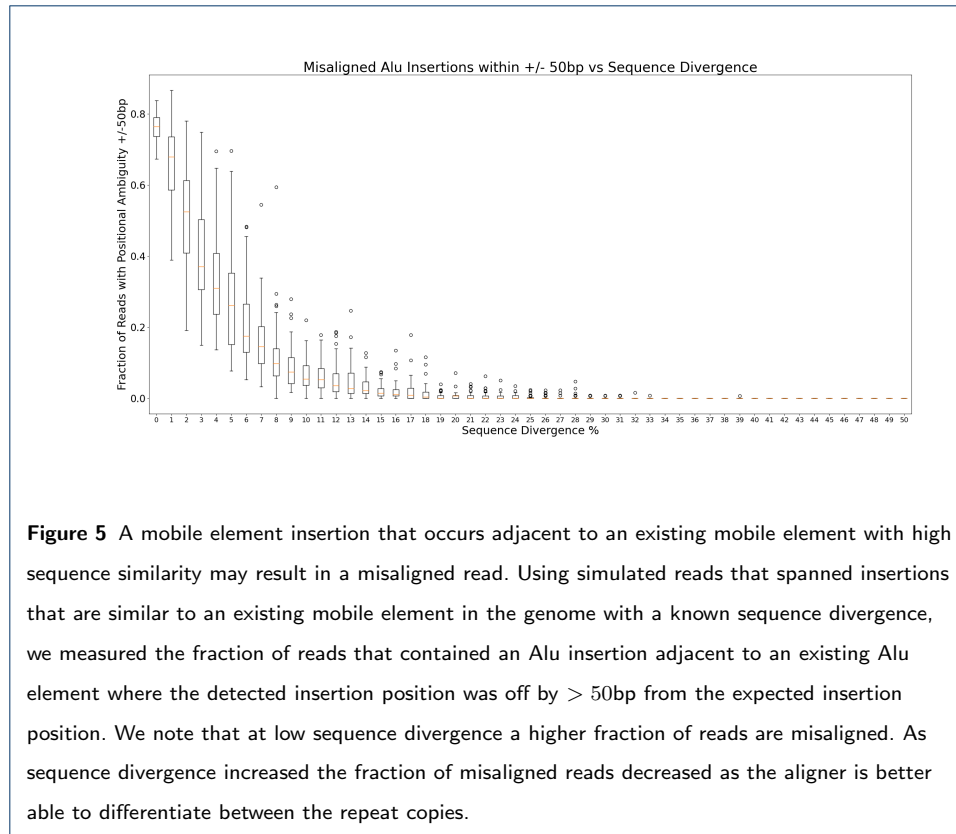 Misaligned Alu Insertions within +/- 50bp vs Sequence Divergence
Fraction of Reads with Positional Ambiguity +/-50bp
0.8
0.6
0.4
0.2
0.0
0 1 2 3 4 5 6 7 8 9 10 11 12 13 14 15 16 17 18 19 20 21 22 23 24 25 26 27 28 29 30 31 32 33 34 35 36 37 38 39 40 41 42 43 44 45 46 47 48 49 50
Sequence Divergence %
Figure 5 A mobile element insertion that occurs adjacent to an existing mobile element with high
sequence similarity may result in a misaligned read. Using simulated reads that spanned insertions
that are similar to an existing mobile element in the genome with a known sequence divergence,
we measured the fraction of reads that contained an Alu insertion adjacent to an existing Alu
element where the detected insertion position was off by > 50bp from the expected insertion
position. We note that at low sequence divergence a higher fraction of reads are misaligned. As
sequence divergence increased the fraction of misaligned reads decreased as the aligner is better
able to differentiate between the repeat copies.